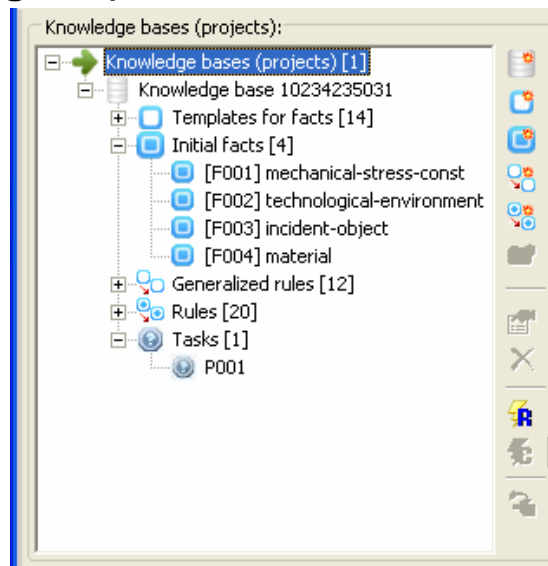 Knowledge bases (projects):
Knowledge bases (projects) [1]
Knowledge base 10234235031
Templates for facts [14]
Initial facts [4]
[F001] mechanical-stress-const
[F002] technological-environment
[F003] incident-object
[F004] material
Generalized rules [12]
Rules [20]
Tasks [1]
P001
R
C